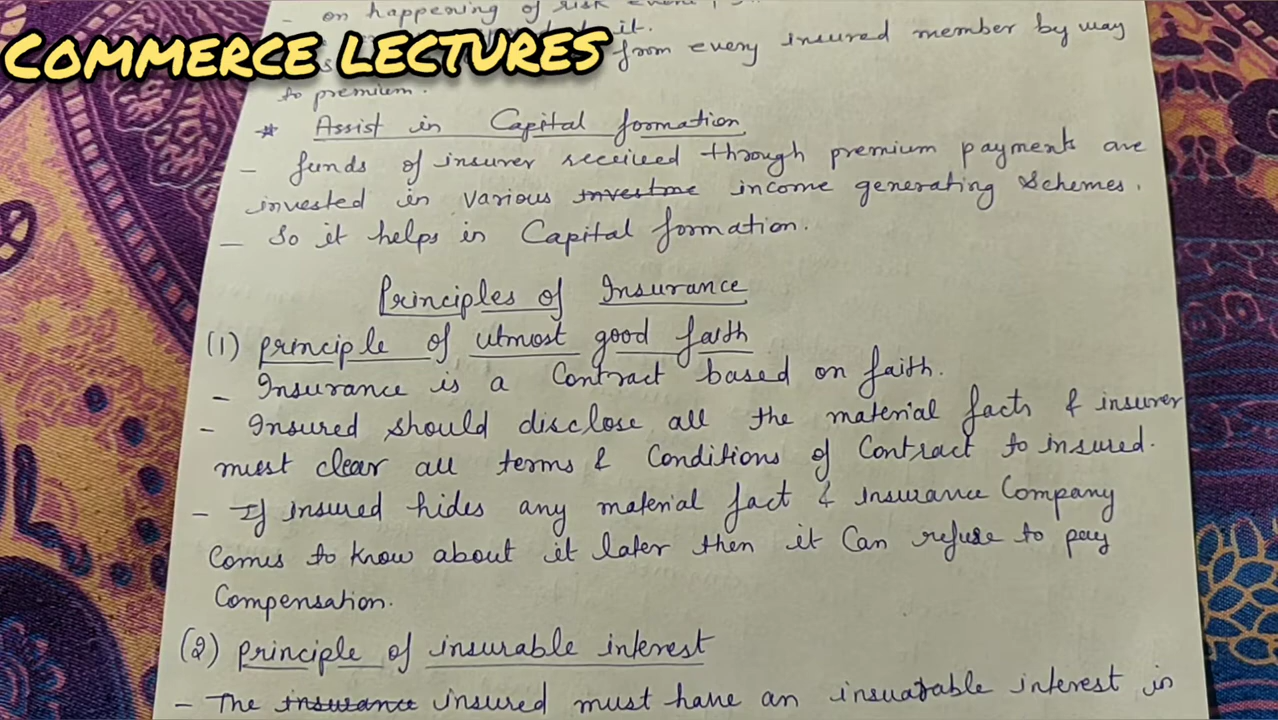 - on happening of risk event
COMMERCE LECTURES
it.
from every insured member by way
to premium.
* Assist in Capital formation
- funds of insurer received through premium payments are
invested in various investme income generating schemes.
- So it helps in Capital formation.
Principles of Insurance
(1) principle of utmost good faith
- Insurance is a Contract based on faith.
- Insured should disclose all the material facts & insurer
must clear all terms & Conditions of Contract to insured.
- If insured hides any material fact & insurance Company
Comes to know about it later then it Can refuse to pay
Compensation.
(2) principle of insurable interest
- The insurance insured must have an insuarable interest in